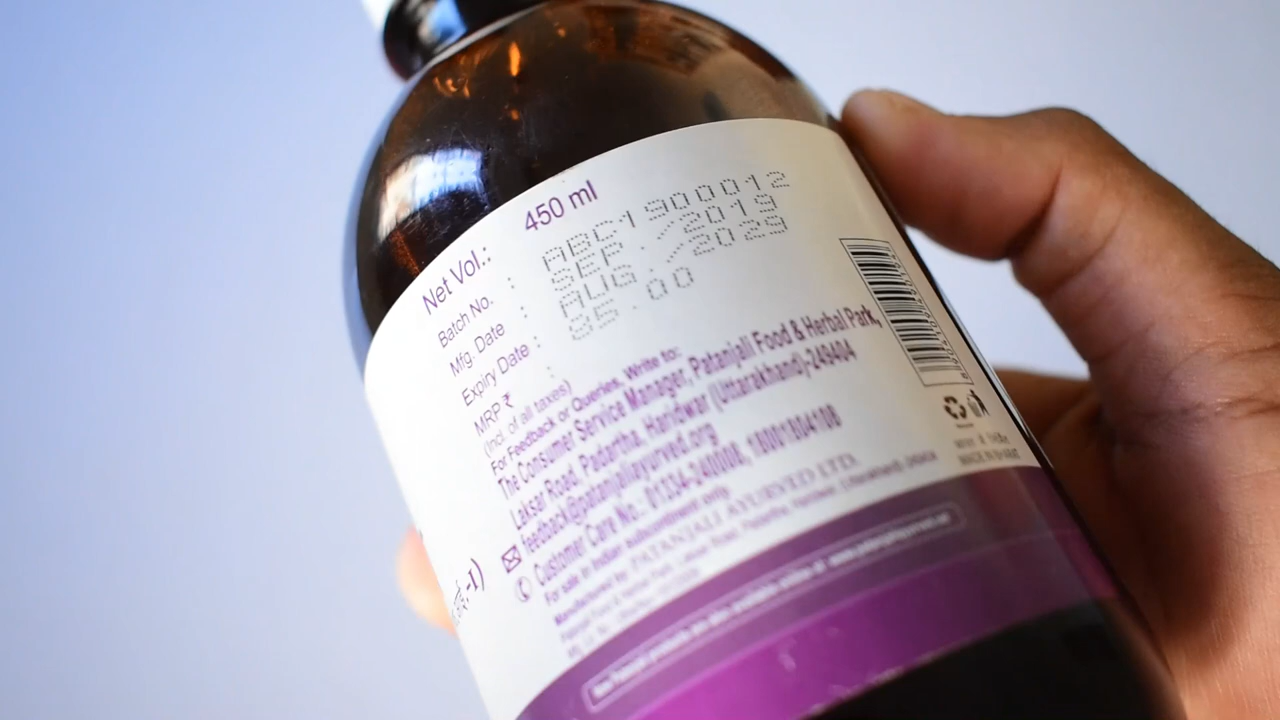 Net Vol.: 450 ml
Batch No. : ABC1900012
Mfg. Date : SEP./2019
Expiry Date : AUG./2029
MRP ₹ : 95.00
(Incl. of all taxes)
For Feedback or Queries, Write to:
The Consumer Service Manager, Patanjali Food & Herbal Park,
Laksar Road, Padartha, Haridwar (Uttarakhand)-249404
feedback@patanjaliayurved.org
Customer Care No.: 01334-240008, 18001804108
For sale in Indian subcontinent only
Manufactured by: PATANJALI AYURVED LTD.
MADE IN BHARAT